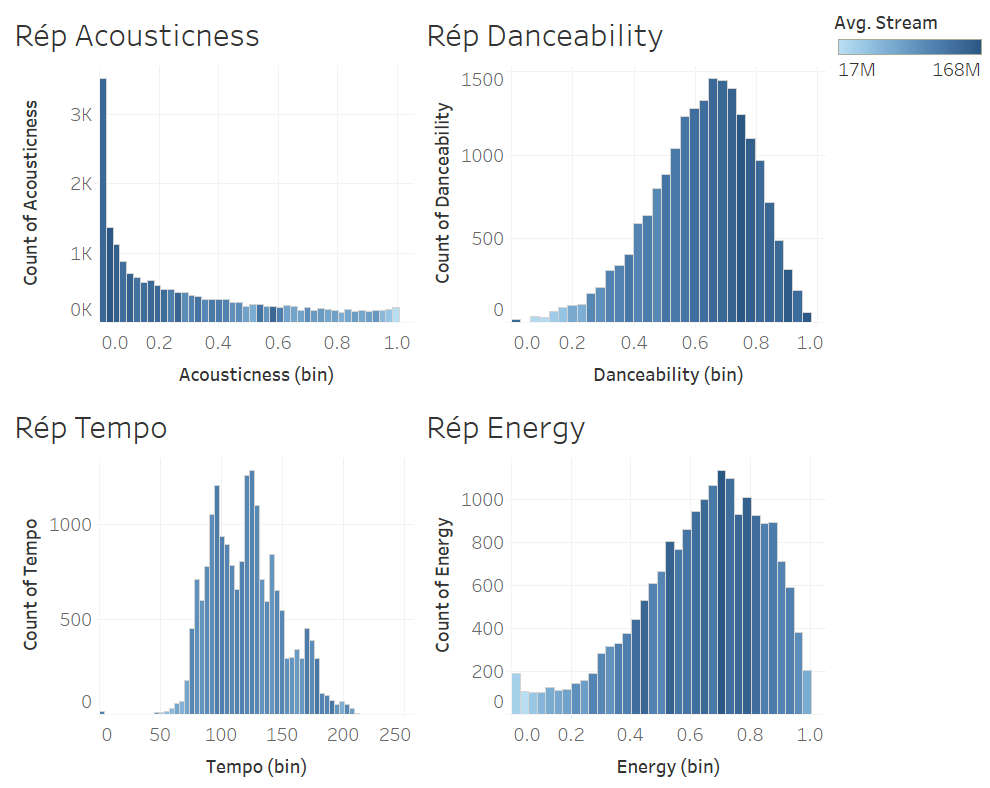 Rép Acousticness
Count of Acousticness
3K
2K
1K
0K
0.0 0.2 0.4 0.6 0.8 1.0
Acousticness (bin)
Rép Danceability
Count of Danceability
1500
1000
500
0
0.0 0.2 0.4 0.6 0.8 1.0
Danceability (bin)
Avg. Stream
17M 168M
Rép Tempo
Count of Tempo
1000
500
0
0 50 100 150 200 250
Tempo (bin)
Rép Energy
Count of Energy
1000
800
600
400
200
0
0.0 0.2 0.4 0.6 0.8 1.0
Energy (bin)